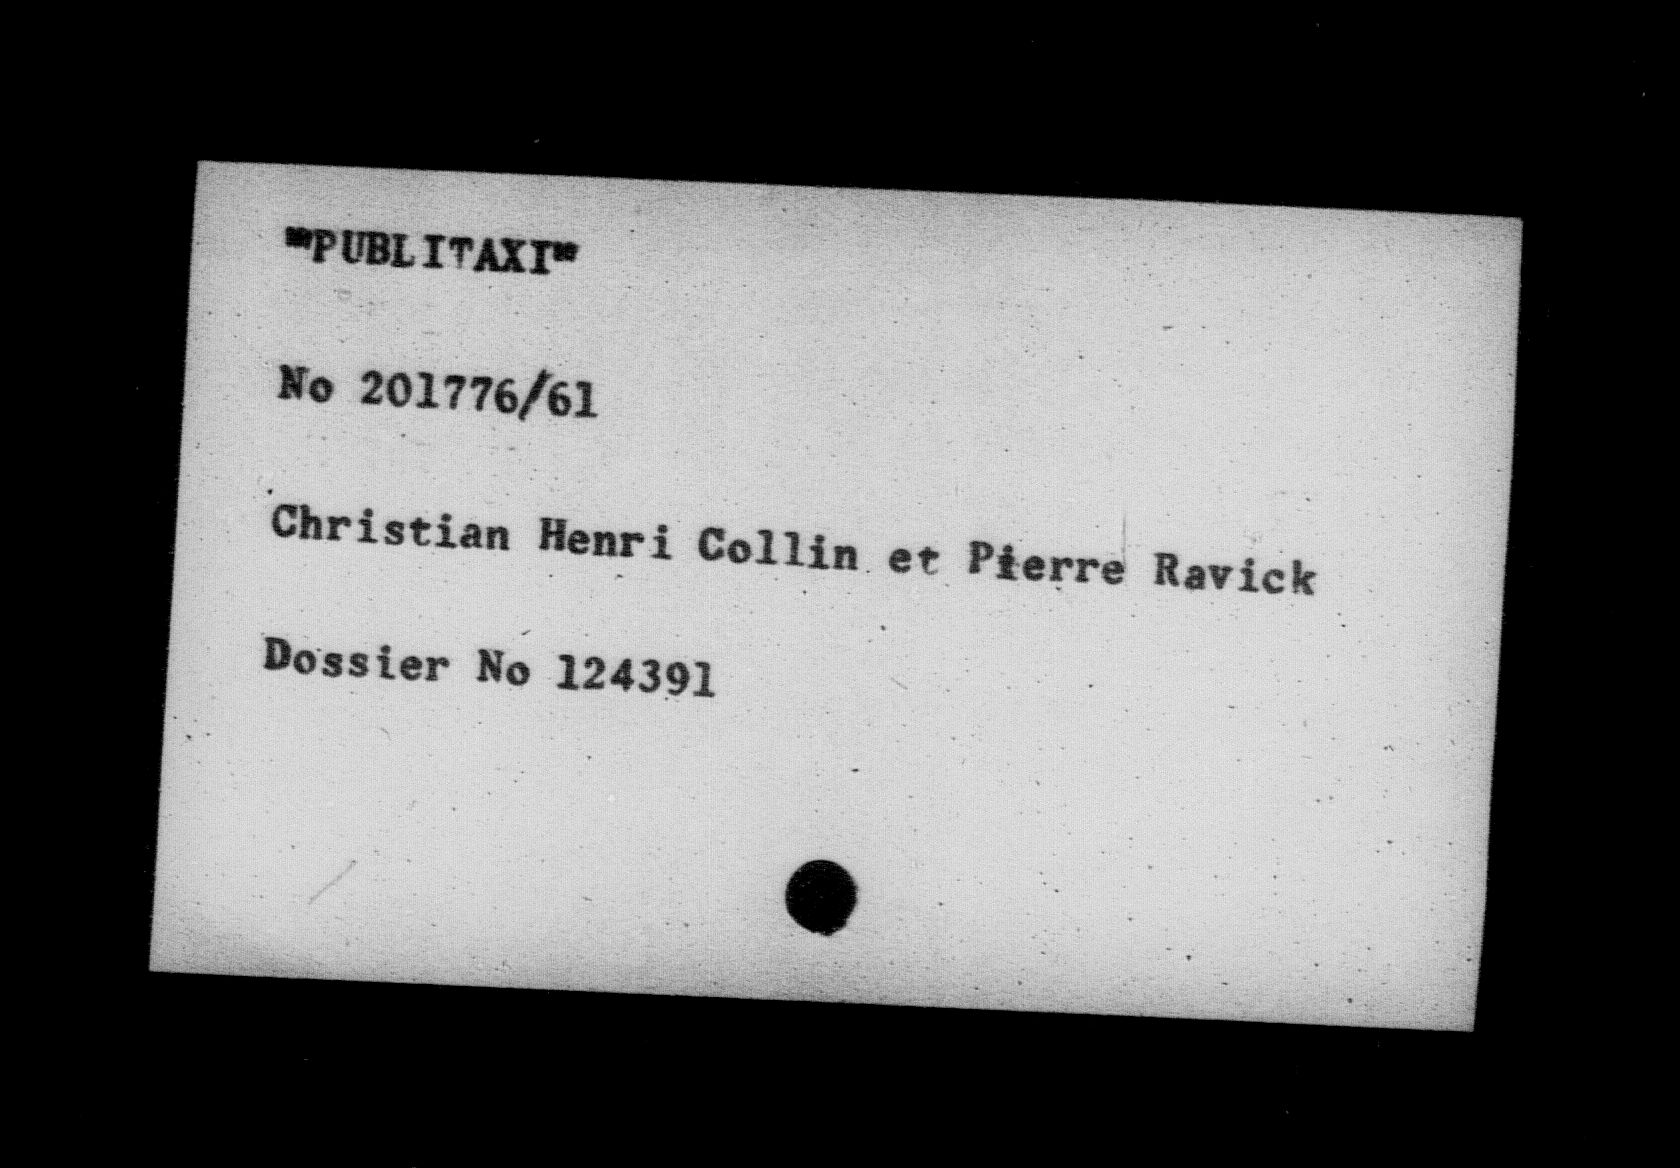 "PUBLITAXI"
No 201776/61
Christian Henri Collin et Pierre Ravick
Dossier No 124391